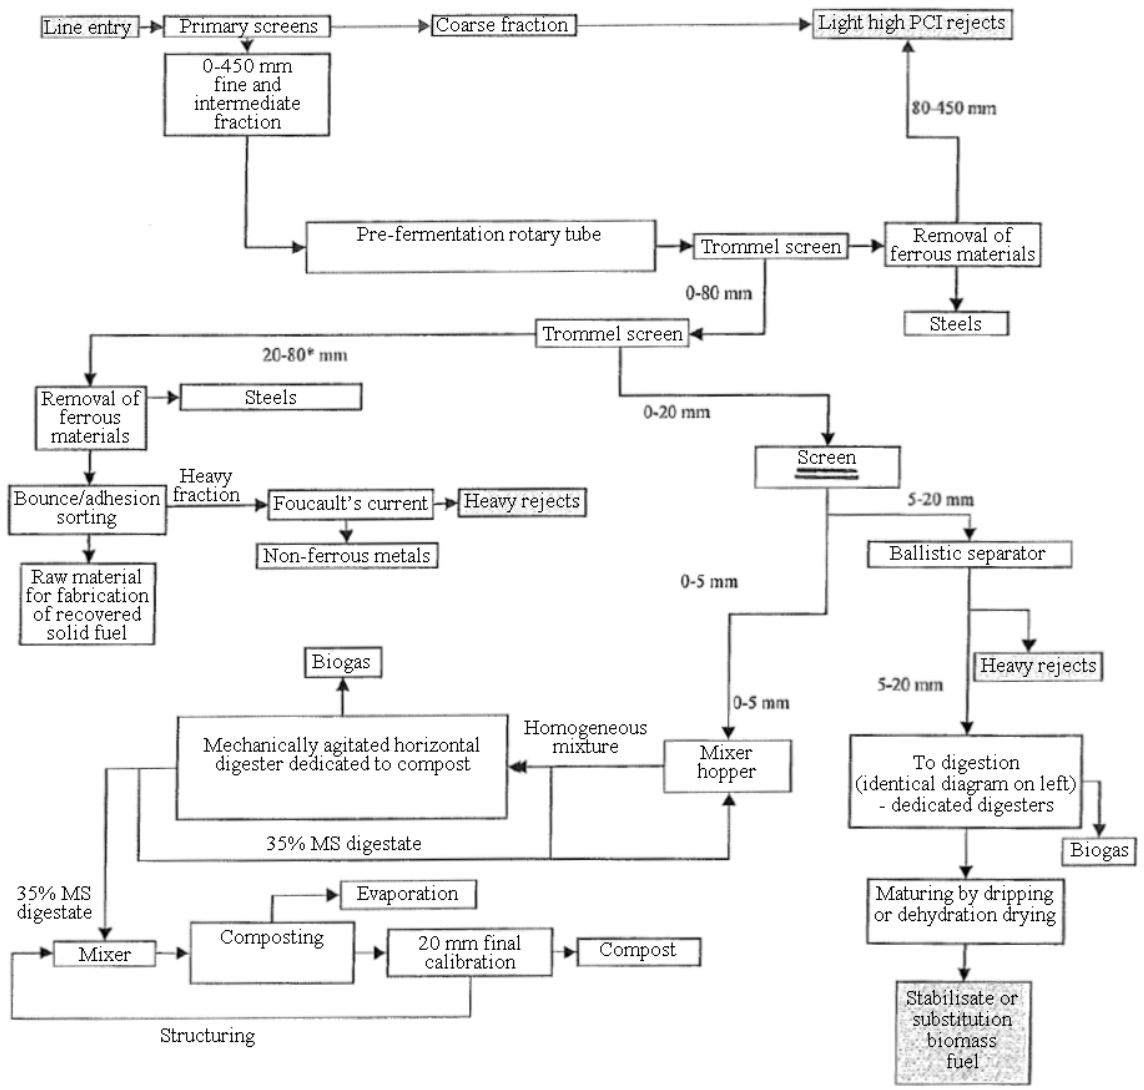 Line entry
Primary screens
Coarse fraction
Light high PCI rejects
0-450 mm
fine and
intermediate
fraction
80-450 mm
Pre-fermentation rotary tube
Trommel screen
Removal of
ferrous materials
0-80 mm
Steels
Trommel screen
20-80* mm
Removal of
ferrous
materials
Steels
0-20 mm
Screen
Bounce/adhesion
sorting
Heavy
fraction
Foucault's current
Heavy rejects
5-20 mm
Non-ferrous metals
Ballistic separator
Raw material
for fabrication
of recovered
solid fuel
0-5 mm
Heavy rejects
Biogas
5-20 mm
0-5 mm
Mechanically agitated horizontal
digester dedicated to compost
Homogeneous
mixture
Mixer
hopper
To digestion
(identical diagram on left)
- dedicated digesters
35% MS digestate
Biogas
35% MS
digestate
Evaporation
Maturing by dripping
or dehydration drying
Mixer
Composting
20 mm final
calibration
Compost
Structuring
Stabilisate or
substitution
biomass
fuel